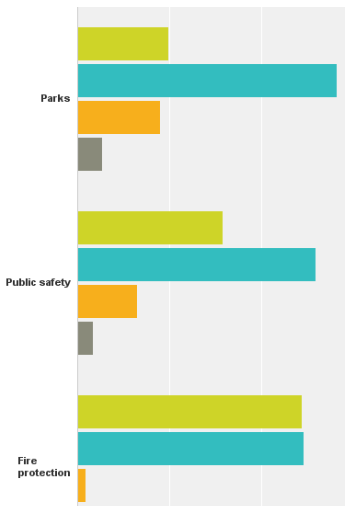 Parks
Public safety
Fire
protection